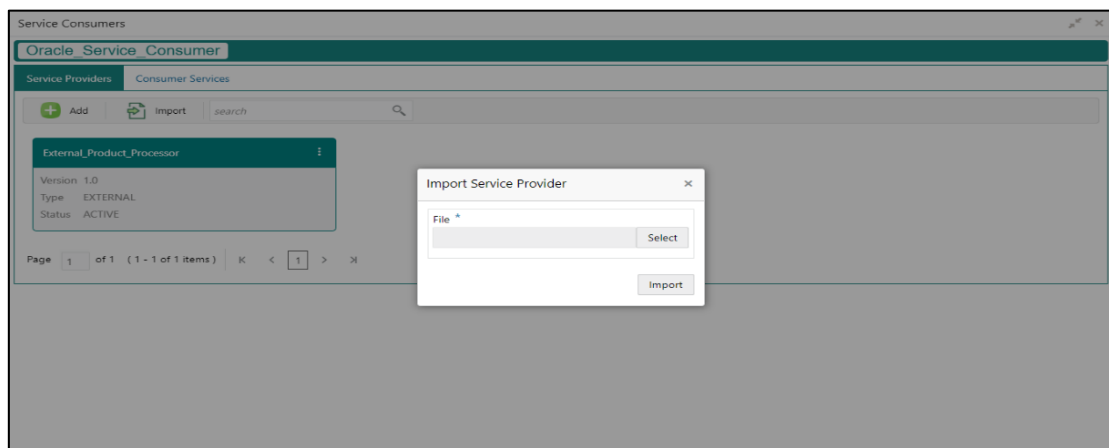 Service Consumers
Oracle_Service_Consumer
Service Providers Consumer Services
Add Import search
External_Product_Processor
Version 1.0
Type EXTERNAL
Status ACTIVE
Page 1 of 1 (1 - 1 of 1 items) K < 1 > Ж
Import Service Provider ×
File *
Select
Import